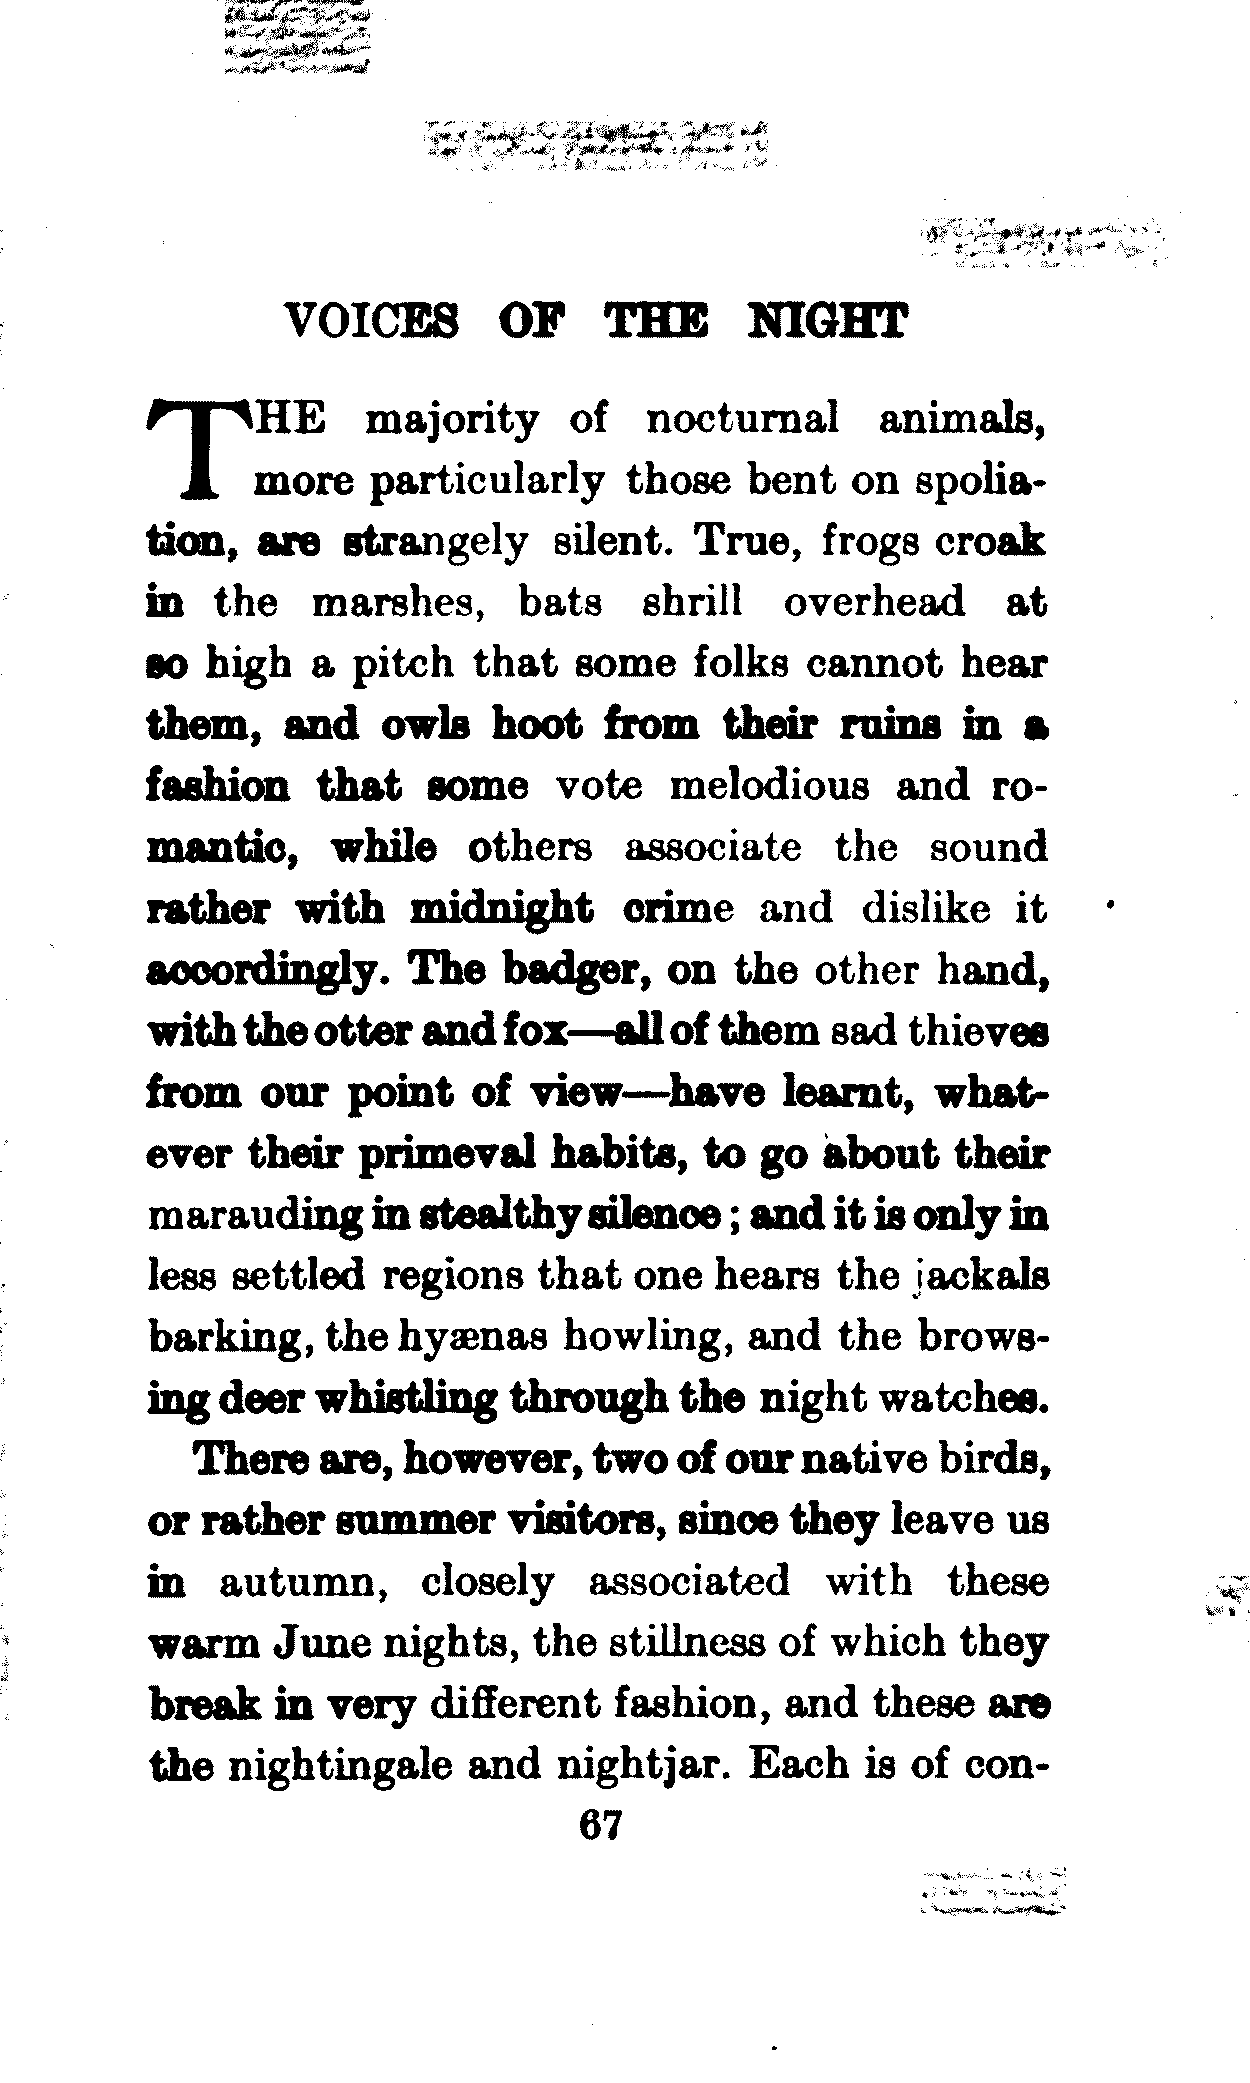 VOICES OF THE NIGHT
THE majority of nocturnal animals,
more particularly those bent on spolia-
tion, are strangely silent. True, frogs croak
in the marshes, bats shrill overhead at
so high a pitch that some folks cannot hear
them, and owls hoot from their ruins in a
fashion that some vote melodious and ro-
mantic, while others associate the sound
rather with midnight crime and dislike it
accordingly. The badger, on the other hand,
with the otter and fox—all of them sad thieves
from our point of view—have learnt, what-
ever their primeval habits, to go about their
marauding in stealthy silence; and it is only in
less settled regions that one hears the jackals
barking, the hyænas howling, and the brows-
ing deer whistling through the night watches.
There are, however, two of our native birds,
or rather summer visitors, since they leave us
in autumn, closely associated with these
warm June nights, the stillness of which they
break in very different fashion, and these are
the nightingale and nightjar. Each is of con-
67